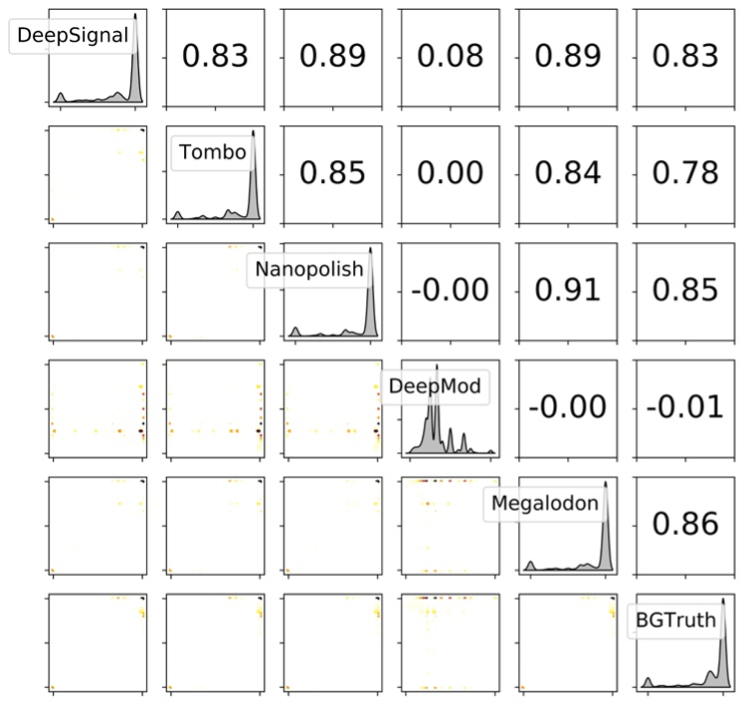 DeepSignal 0.83 0.89 0.08 0.89 0.83
Tombo 0.85 0.00 0.84 0.78
Nanopolish -0.00 0.91 0.85
DeepMod -0.00 -0.01
Megalodon 0.86
BGTruth